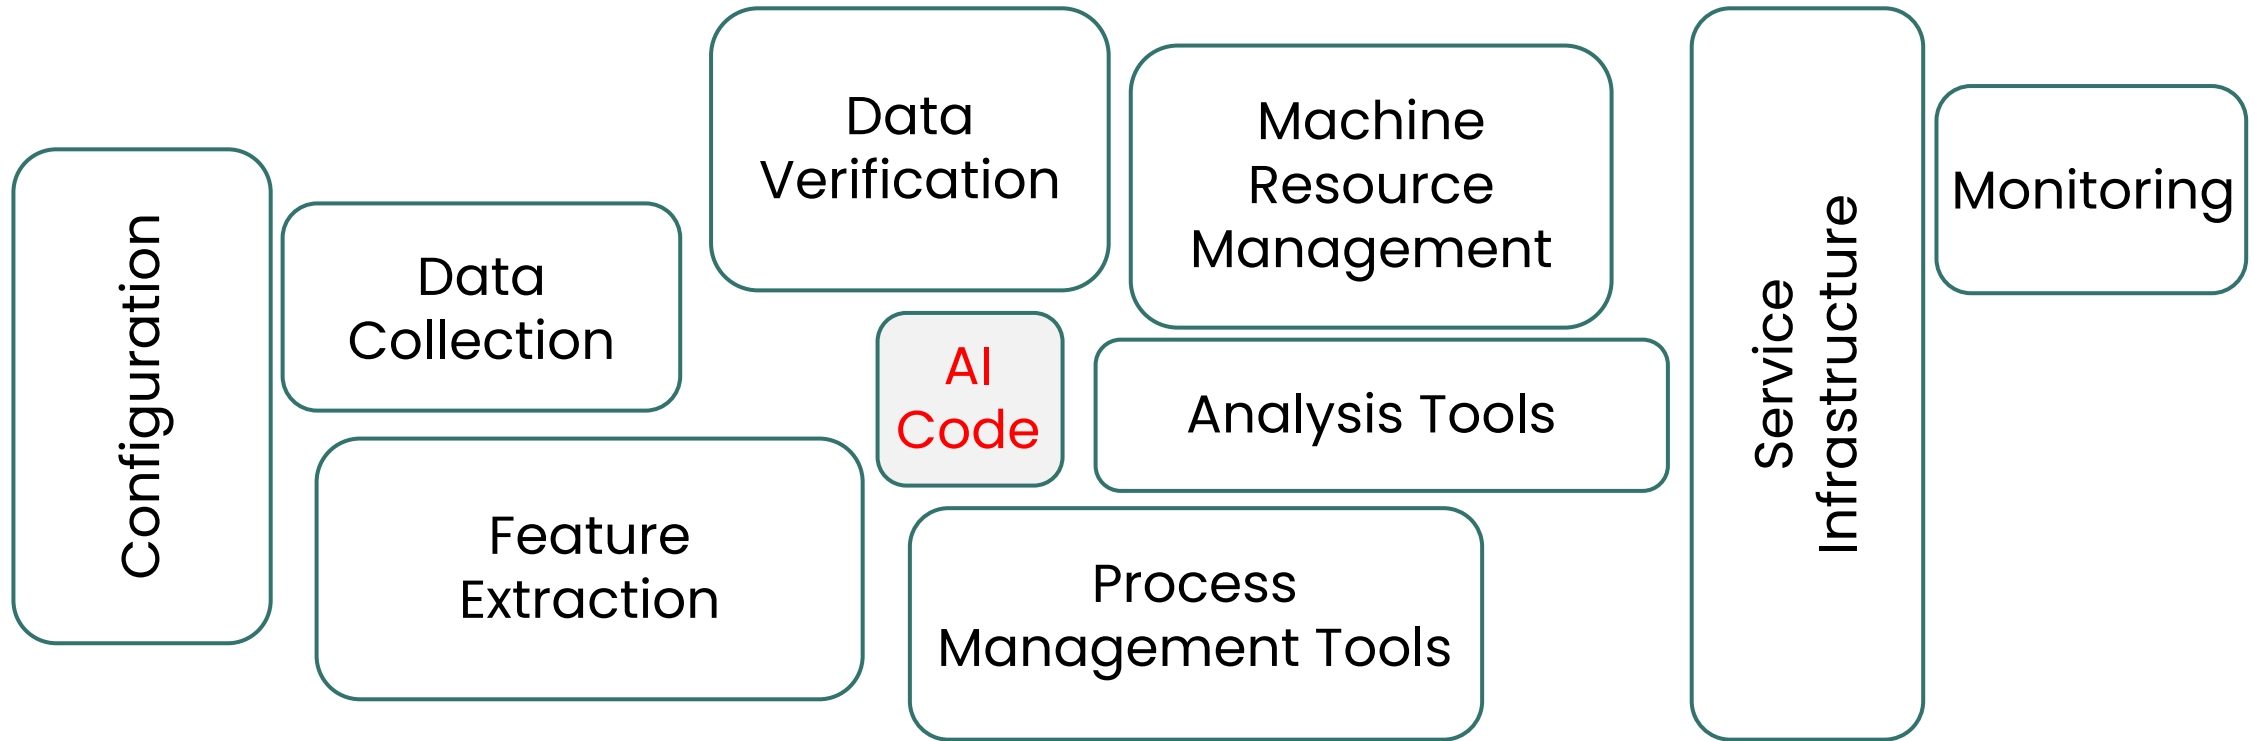 Configuration
Data
Collection
Feature
Extraction
Data
Verification
AI
Code
Machine
Resource
Management
Analysis Tools
Process
Management Tools
Service
Infrastructure
Monitoring